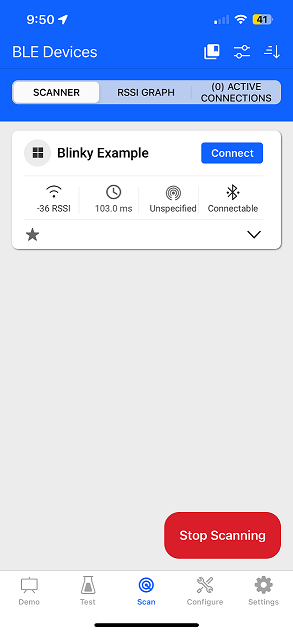 9:50
41
BLE Devices
SCANNER
RSSI GRAPH
(0) ACTIVE
CONNECTIONS
Blinky Example
Connect
-36 RSSI
103.0 ms
Unspecified
Connectable
Stop Scanning
Demo
Test
Scan
Configure
Settings